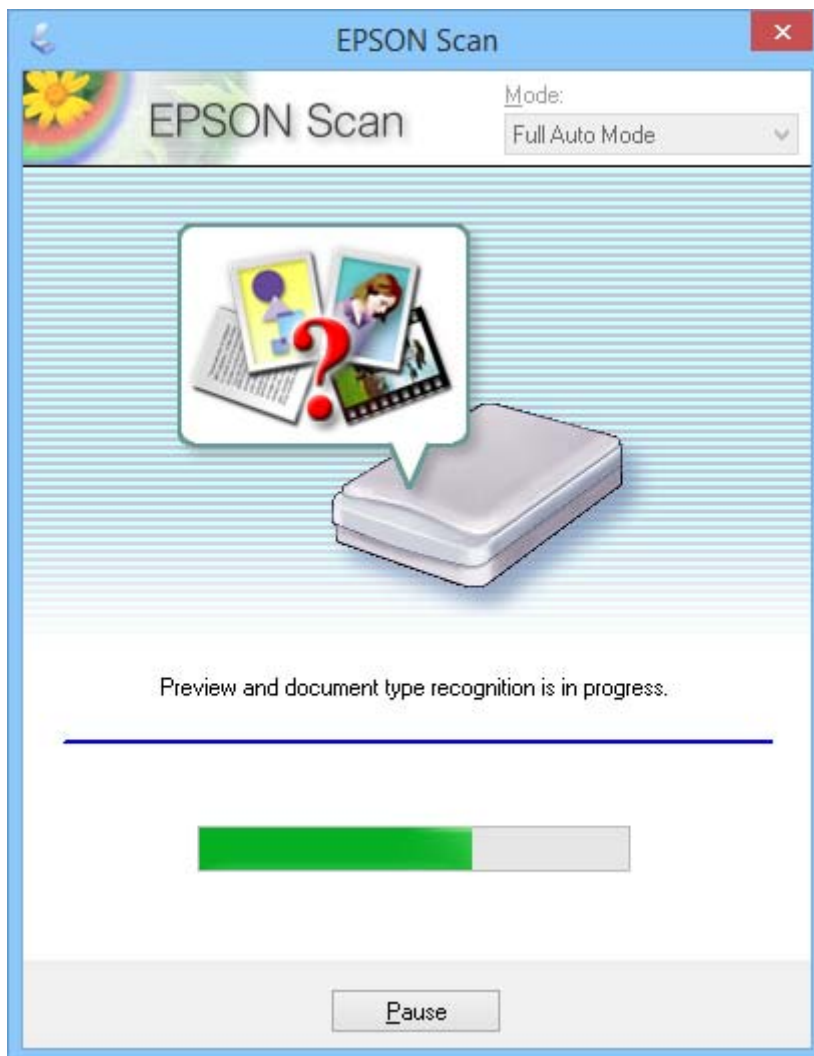 EPSON Scan
EPSON Scan
Mode:
Full Auto Mode
?
Preview and document type recognition is in progress.
Pause